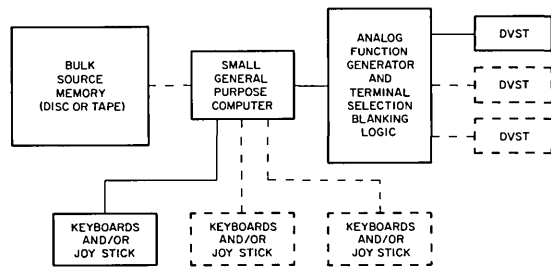 BULK
SOURCE
MEMORY
(DISC OR TAPE)
SMALL
GENERAL
PURPOSE
COMPUTER
ANALOG
FUNCTION
GENERATOR
AND
TERMINAL
SELECTION
BLANKING
LOGIC
DVST
DVST
DVST
KEYBOARDS
AND/OR
JOY STICK
KEYBOARDS
AND/OR
JOY STICK
KEYBOARDS
AND/OR
JOY STICK